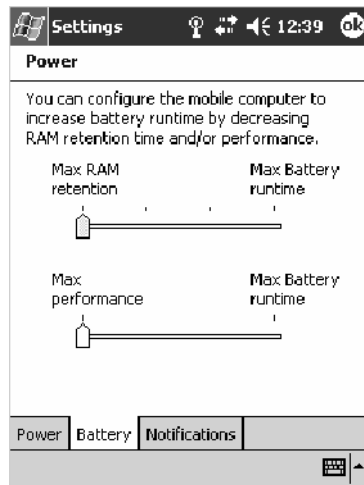 Settings 12:39 ok
Power
You can configure the mobile computer to
increase battery runtime by decreasing
RAM retention time and/or performance.
Max RAM retention
Max Battery runtime
Max performance
Max Battery runtime
Power Battery Notifications